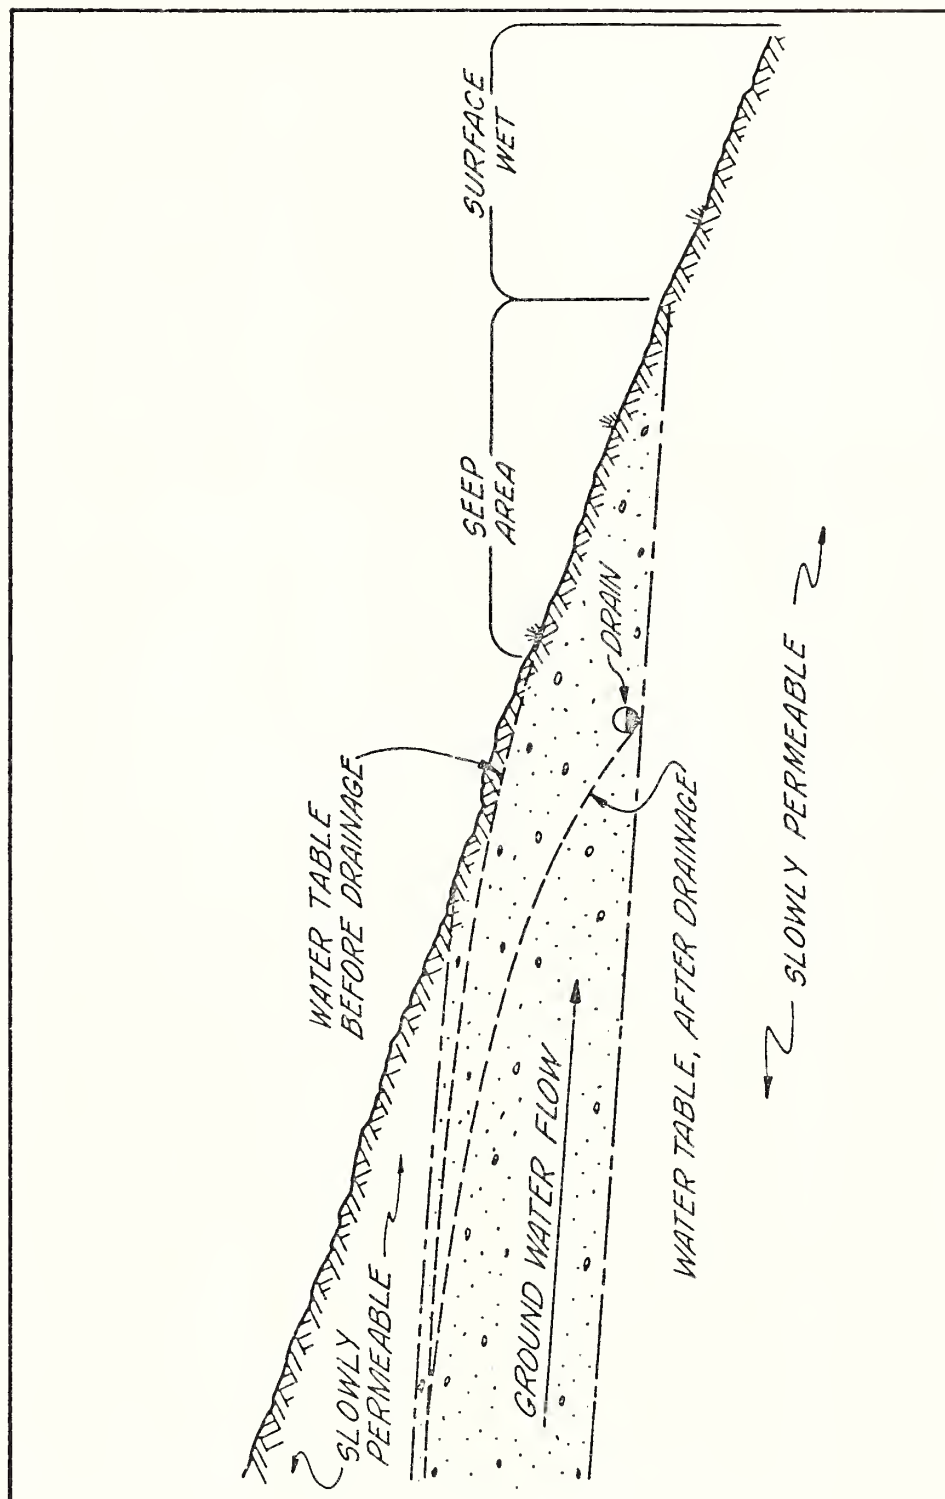 SURFACE
WET
SEEP
AREA
DRAIN
WATER TABLE
BEFORE DRAINAGE
SLOWLY PERMEABLE
WATER TABLE, AFTER DRAINAGE
GROUND WATER FLOW
SLOWLY
PERMEABLE